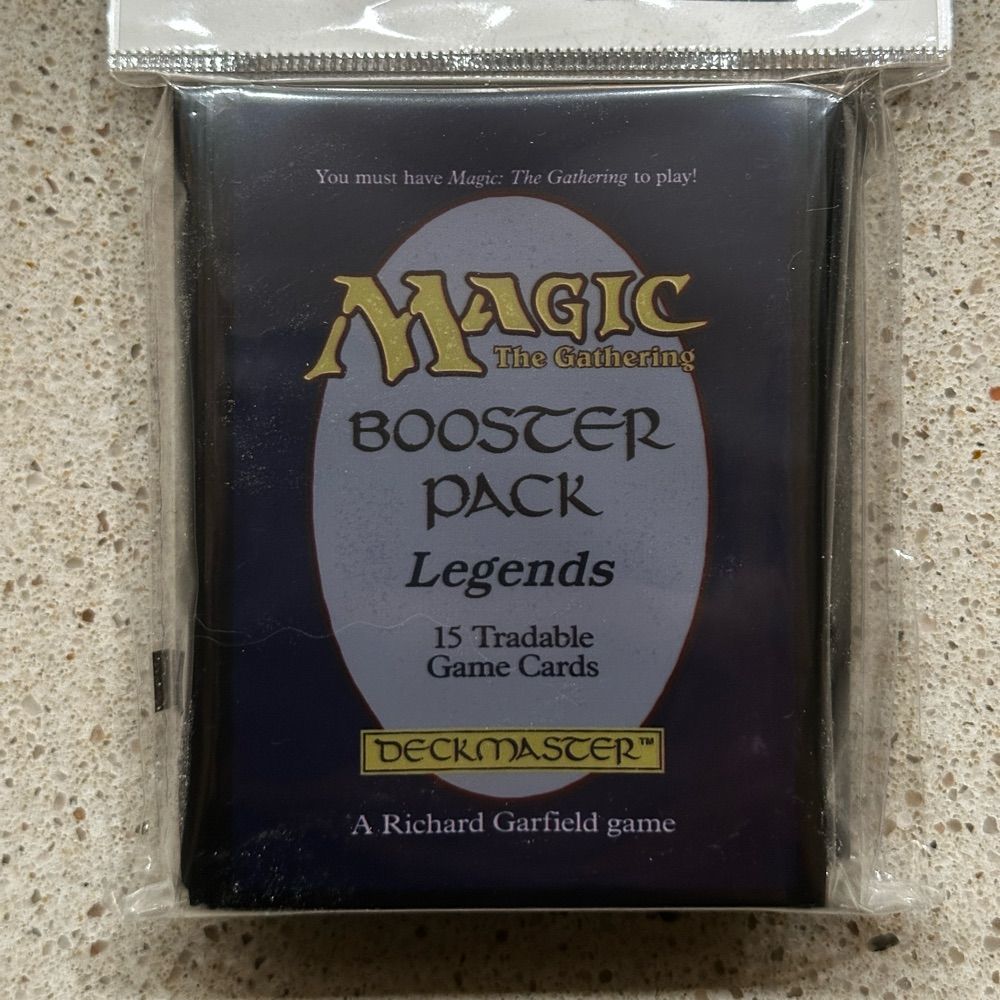 You must have Magic: The Gathering to play!
MAGIC
The Gathering
BOOSTER
PACK
Legends
15 Tradable
Game Cards
DECKMASTER™
A Richard Garfield game